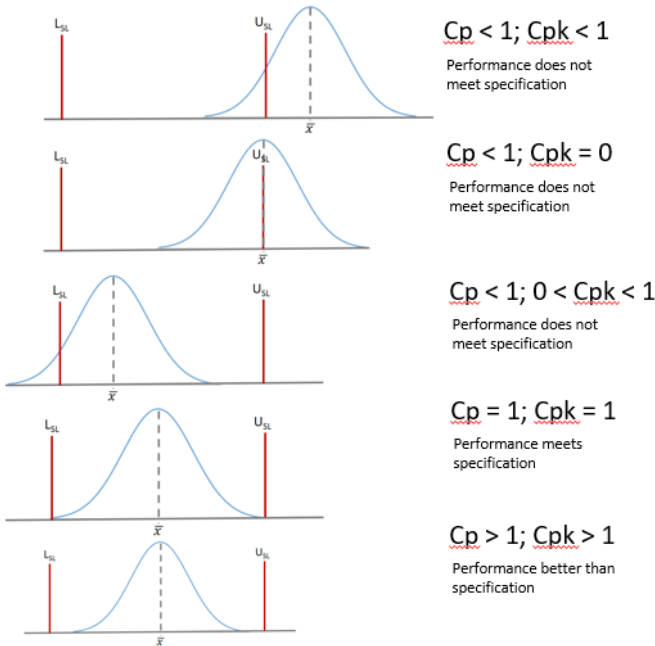 LSL USL
Cp < 1; Cpk < 1
Performance does not
meet specification
x̅
LSL USL
Cp < 1; Cpk = 0
Performance does not
meet specification
x̅
LSL USL
Cp < 1; 0 < Cpk < 1
Performance does not
meet specification
x̅
LSL USL
Cp = 1; Cpk = 1
Performance meets
specification
x̅
LSL USL
Cp > 1; Cpk > 1
Performance better than
specification
x̅